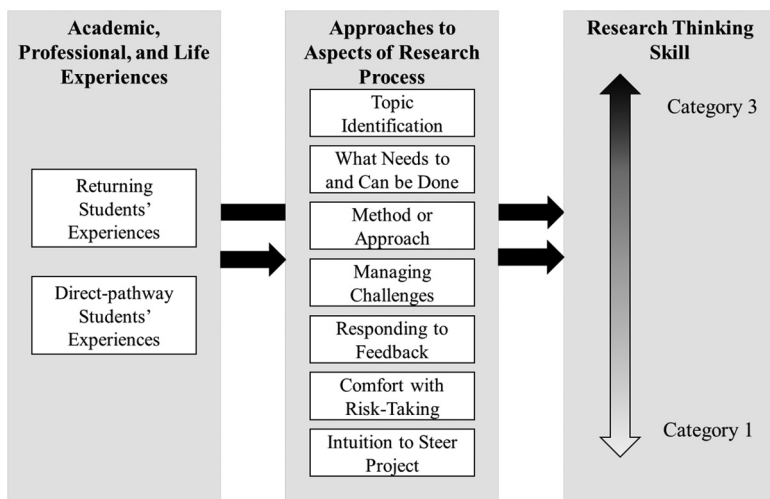 Academic,
Professional, and Life
Experiences
Returning
Students'
Experiences
Direct-pathway
Students'
Experiences
Approaches to
Aspects of Research
Process
Topic
Identification
What Needs to
and Can be Done
Method or
Approach
Managing
Challenges
Responding to
Feedback
Comfort with
Risk-Taking
Intuition to Steer
Project
Research Thinking
Skill
Category 3
Category 1